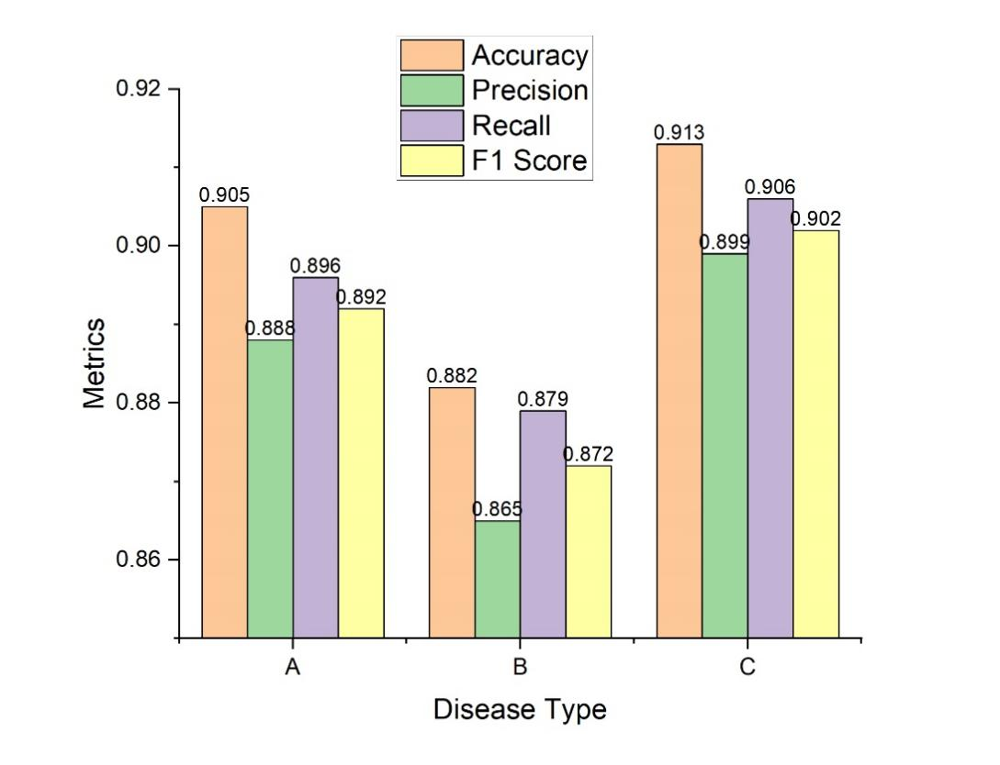 Accuracy
Precision
Recall
F1 Score
0.92
0.90
0.88
0.86
Metrics
0.905
0.888
0.896
0.892
0.882
0.865
0.879
0.872
0.913
0.899
0.906
0.902
A
B
C
Disease Type